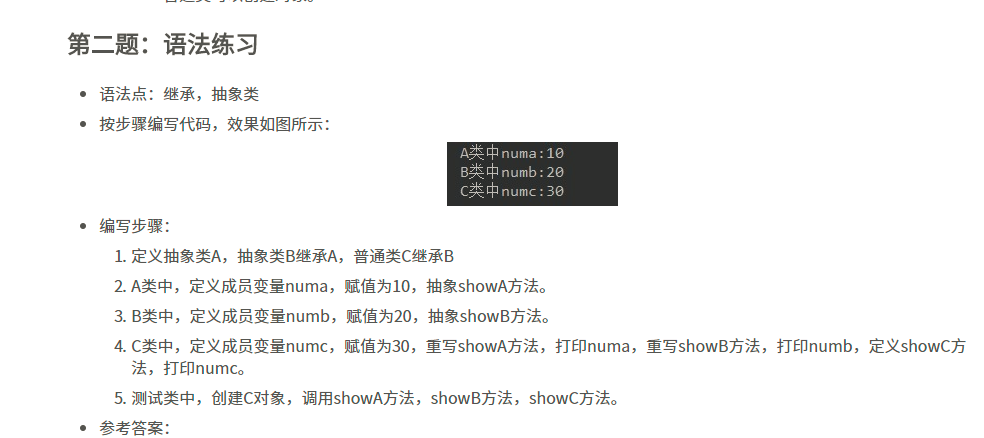 第二题：语法练习
语法点：继承，抽象类
按步骤编写代码，效果如图所示：
A类中numa:10
B类中numb:20
C类中numc:30
编写步骤：
1. 定义抽象类A，抽象类B继承A，普通类C继承B
2. A类中，定义成员变量numa，赋值为10，抽象showA方法。
3. B类中，定义成员变量numb，赋值为20，抽象showB方法。
4. C类中，定义成员变量numc，赋值为30，重写showA方法，打印numa，重写showB方法，打印numb，定义showC方
法，打印numc。
5. 测试类中，创建C对象，调用showA方法，showB方法，showC方法。
参考答案：